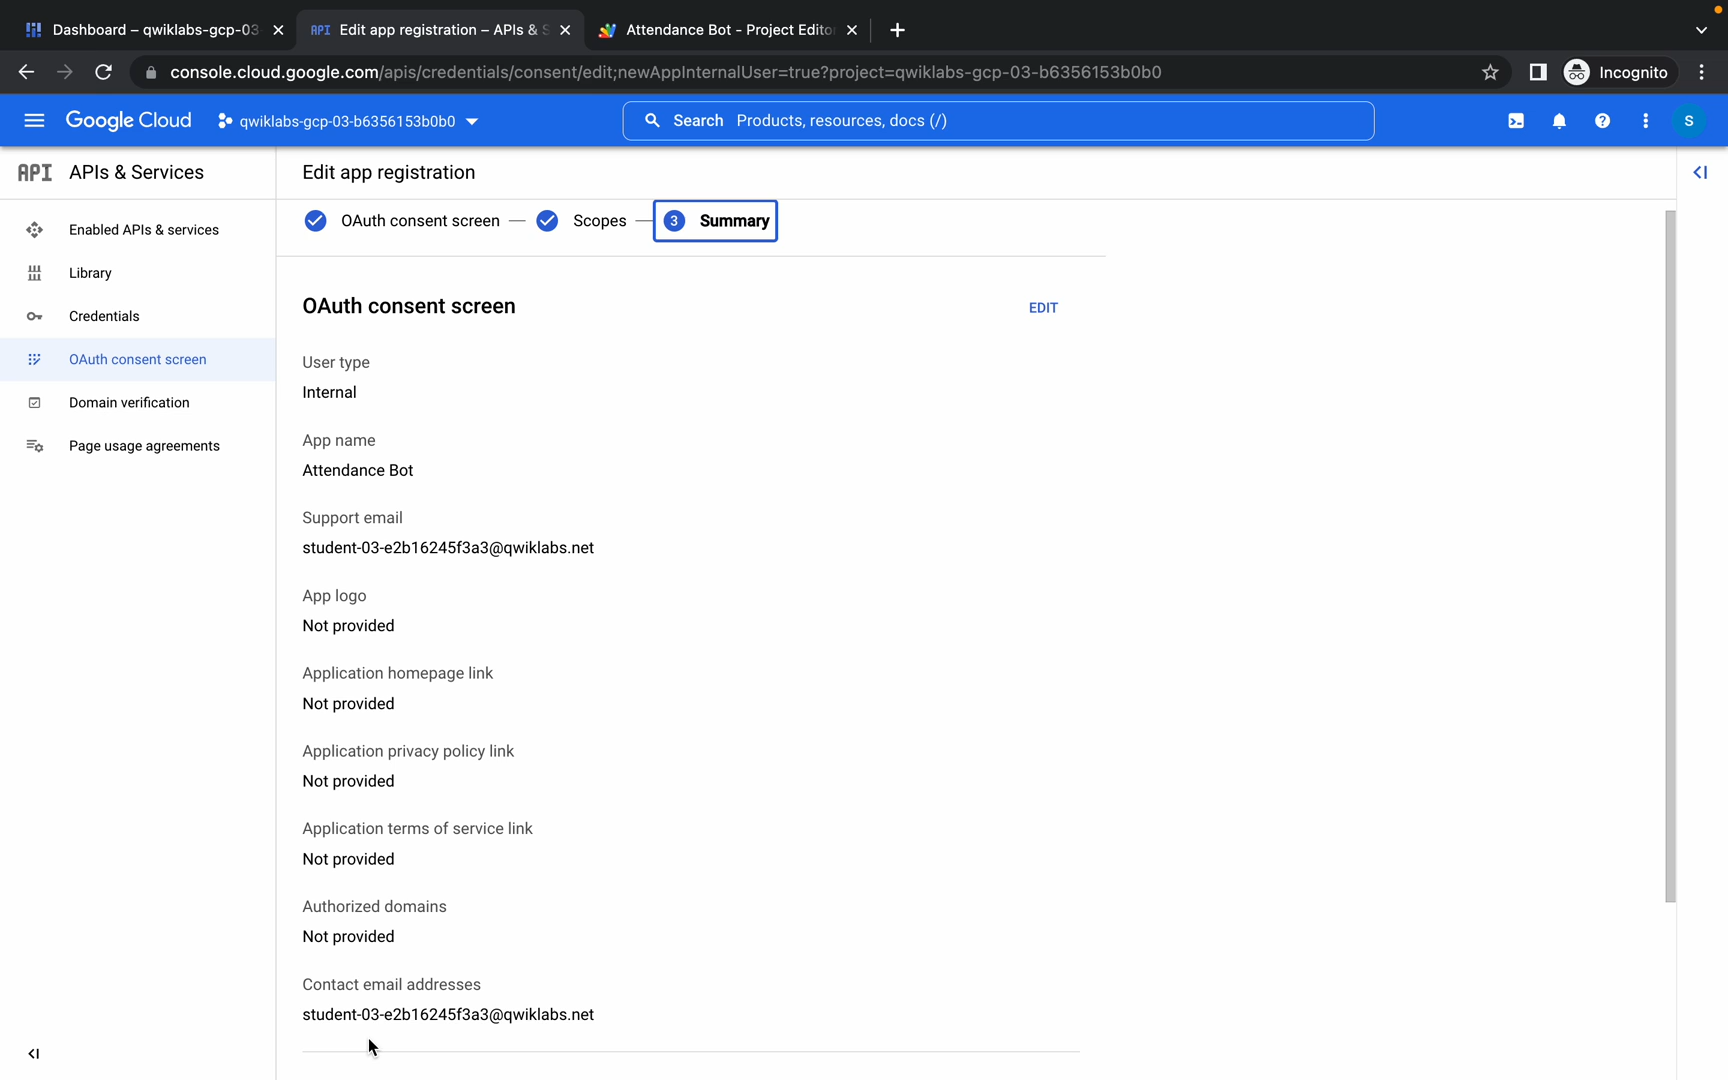 Dashboard – qwiklabs-gcp-03-
API Edit app registration – APIs & S
Attendance Bot - Project Editor
console.cloud.google.com/apis/credentials/consent/edit;newAppInternalUser=true?project=qwiklabs-gcp-03-b6356153b0b0
Incognito
Google Cloud
qwiklabs-gcp-03-b6356153b0b0
Search Products, resources, docs (/)
S
API APIs & Services
Edit app registration
OAuth consent screen
Scopes
3 Summary
Enabled APIs & services
Library
Credentials
OAuth consent screen
Domain verification
Page usage agreements
OAuth consent screen
EDIT
User type
Internal
App name
Attendance Bot
Support email
student-03-e2b16245f3a3@qwiklabs.net
App logo
Not provided
Application homepage link
Not provided
Application privacy policy link
Not provided
Application terms of service link
Not provided
Authorized domains
Not provided
Contact email addresses
student-03-e2b16245f3a3@qwiklabs.net